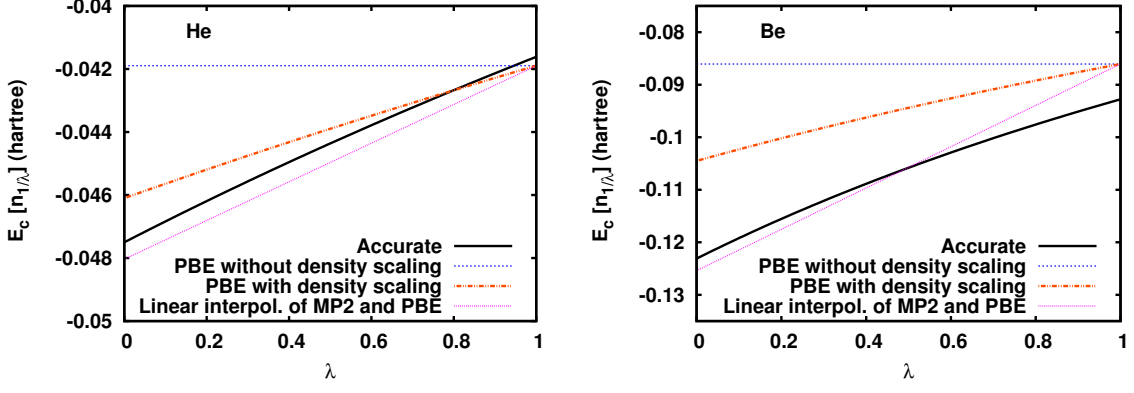 -0.04
-0.042
-0.044
-0.046
-0.048
-0.05
E_c [n_{1/λ}] (hartree)
He
Accurate
PBE without density scaling
PBE with density scaling
Linear interpol. of MP2 and PBE
0 0.2 0.4 0.6 0.8 1
λ
-0.08
-0.09
-0.1
-0.11
-0.12
-0.13
E_c [n_{1/λ}] (hartree)
Be
Accurate
PBE without density scaling
PBE with density scaling
Linear interpol. of MP2 and PBE
0 0.2 0.4 0.6 0.8 1
λ